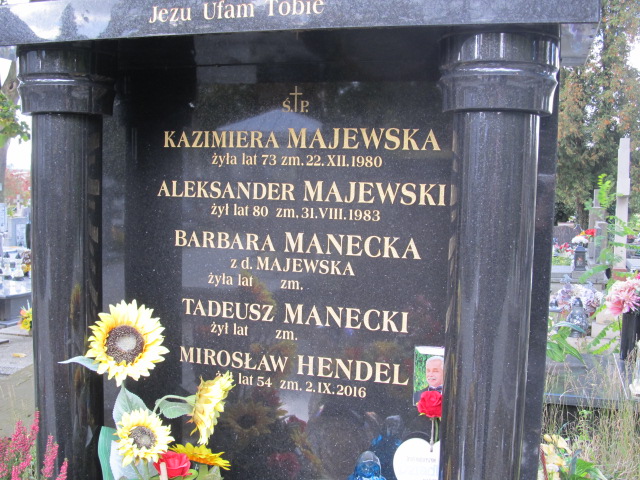 Jezu Ufam Tobie
Ś.P.
KAZIMIERA MAJEWSKA
żyła lat 73 zm. 22.XII.1980
ALEKSANDER MAJEWSKI
żył lat 80 zm. 31.VIII.1983
BARBARA MANECKA
z d. MAJEWSKA
żyła lat zm.
TADEUSZ MANECKI
żył lat zm.
MIROSŁAW HENDEL
żył lat 54 zm. 2.IX.2016